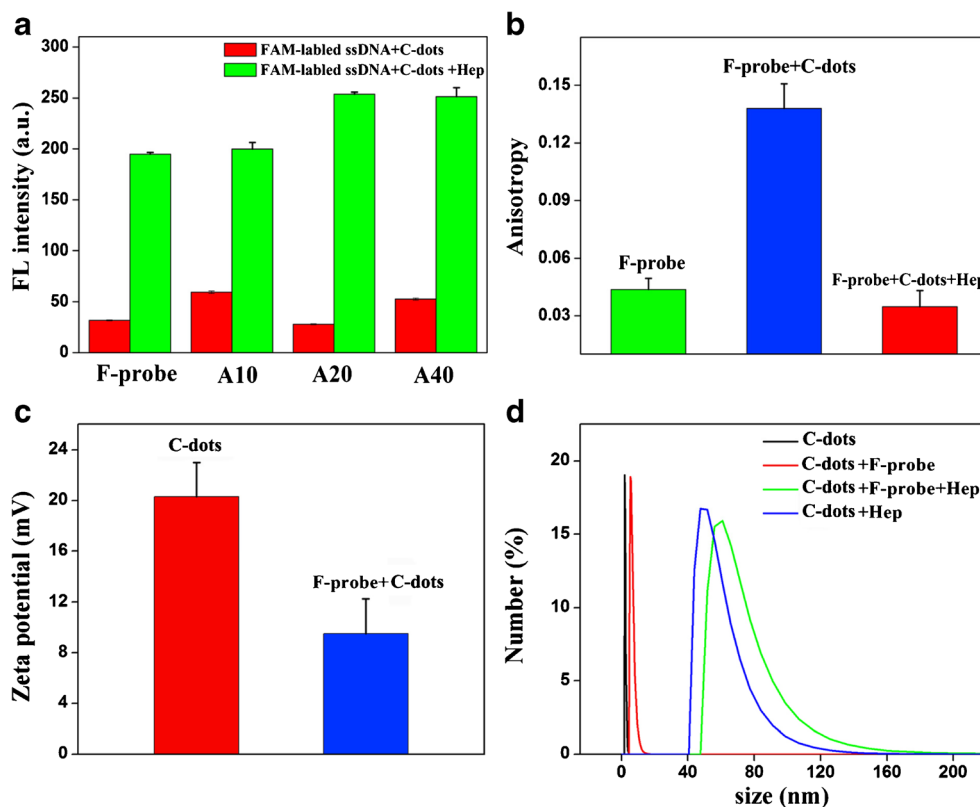 a
FAM-labled ssDNA+C-dots
FAM-labled ssDNA+C-dots +Hep
FL intensity (a.u.)
300
250
200
150
100
50
0
F-probe A10 A20 A40
b
F-probe+C-dots
F-probe
F-probe+C-dots+Hep
Anisotropy
0.15
0.12
0.09
0.06
0.03
c
C-dots
F-probe+C-dots
Zeta potential (mV)
24
20
16
12
8
4
0
d
C-dots
C-dots +F-probe
C-dots +F-probe+Hep
C-dots +Hep
Number (%)
20
15
10
5
0
0 40 80 120 160 200
size (nm)